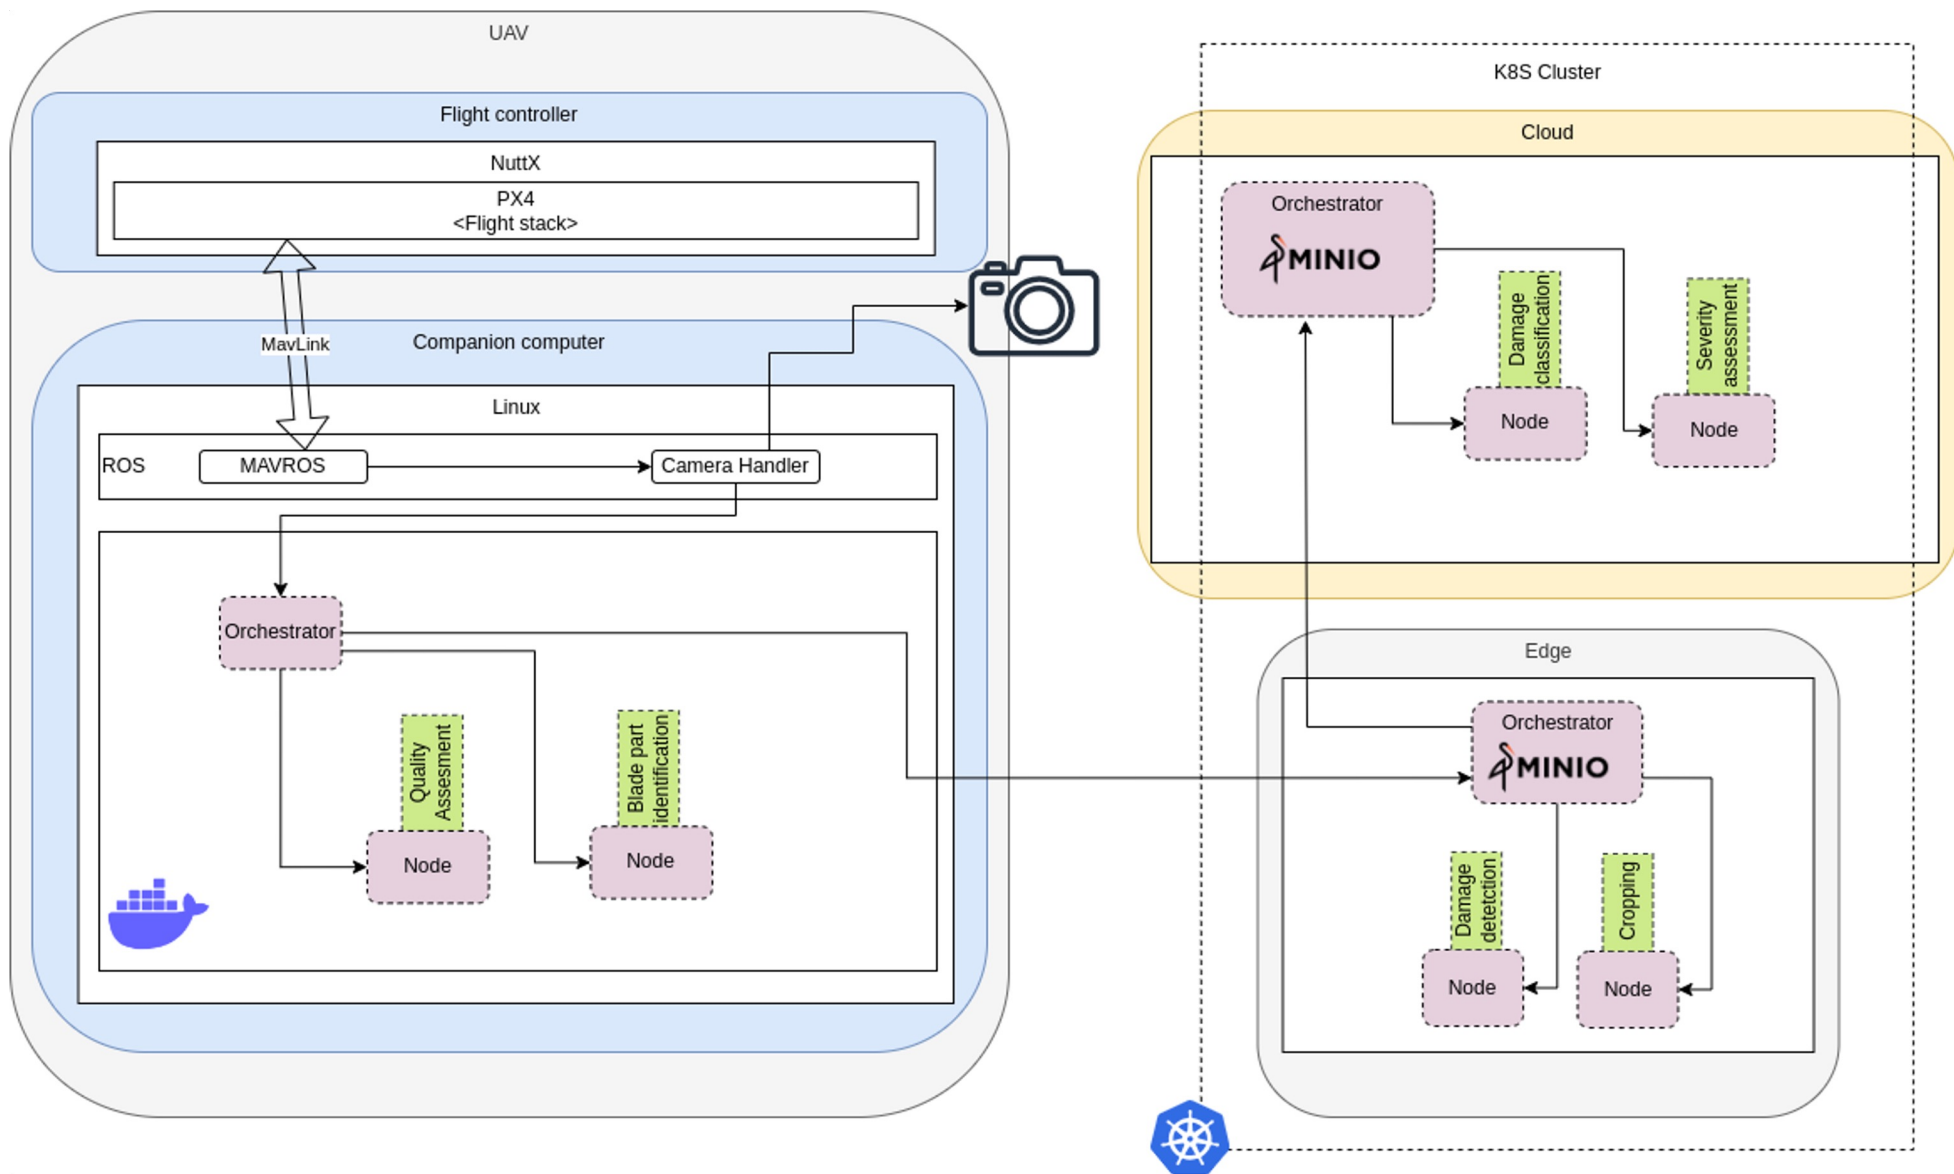 UAV
Flight controller
NuttX
PX4
<Flight stack>
MavLink
Companion computer
Linux
ROS
MAVROS
Camera Handler
Orchestrator
Quality
Assesment
Node
Blade part
identification
Node
K8S Cluster
Cloud
Orchestrator
MINIO
Damage
classification
Node
Severity
assessment
Node
Edge
Orchestrator
MINIO
Damage
detetction
Node
Cropping
Node